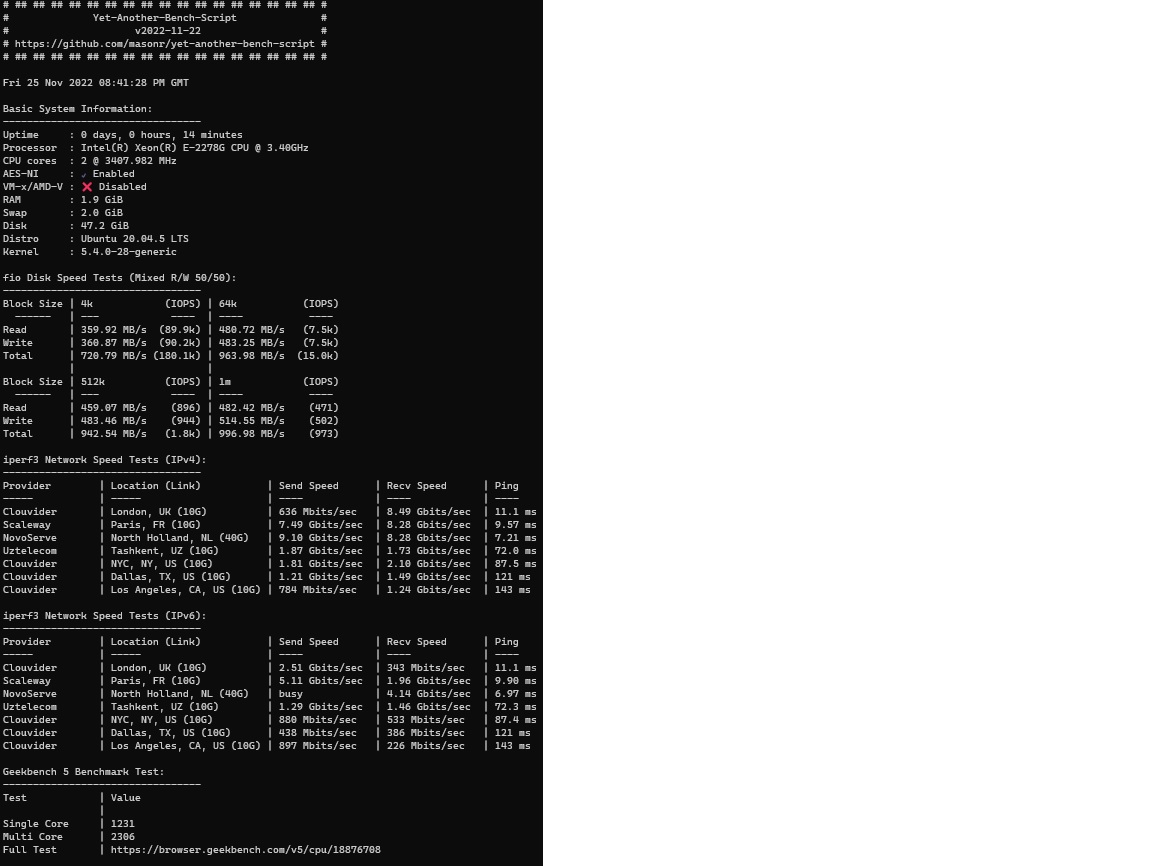 # ## ## ## ## ## ## ## ## ## ## ## ## ## ## ## ## ## #
#              Yet-Another-Bench-Script              #
#                     v2022-11-22                    #
# https://github.com/masonr/yet-another-bench-script #
# ## ## ## ## ## ## ## ## ## ## ## ## ## ## ## ## ## #
Fri 25 Nov 2022 08:41:28 PM GMT
Basic System Information:
---------------------------------
Uptime     : 0 days, 0 hours, 14 minutes
Processor  : Intel(R) Xeon(R) E-2278G CPU @ 3.40GHz
CPU cores  : 2 @ 3407.982 MHz
AES-NI     : ✓ Enabled
VM-x/AMD-V : ❌ Disabled
RAM        : 1.9 GiB
Swap       : 2.0 GiB
Disk       : 47.2 GiB
Distro     : Ubuntu 20.04.5 LTS
Kernel     : 5.4.0-28-generic
fio Disk Speed Tests (Mixed R/W 50/50):
---------------------------------
Block Size | 4k            (IOPS) | 64k           (IOPS)
  ------   | ---            ----  | ----           ----
Read       | 359.92 MB/s  (89.9k) | 480.72 MB/s   (7.5k)
Write      | 360.87 MB/s  (90.2k) | 483.25 MB/s   (7.5k)
Total      | 720.79 MB/s (180.1k) | 963.98 MB/s  (15.0k)
           |                      |
Block Size | 512k          (IOPS) | 1m            (IOPS)
  ------   | ---            ----  | ----           ----
Read       | 459.07 MB/s    (896) | 482.42 MB/s    (471)
Write      | 483.46 MB/s    (944) | 514.55 MB/s    (502)
Total      | 942.54 MB/s   (1.8k) | 996.98 MB/s    (973)
iperf3 Network Speed Tests (IPv4):
---------------------------------
Provider        | Location (Link)           | Send Speed      | Recv Speed      | Ping
-----           | -----                     | ----            | ----            | ----
Clouvider       | London, UK (10G)          | 636 Mbits/sec   | 8.49 Gbits/sec  | 11.1 ms
Scaleway        | Paris, FR (10G)           | 7.49 Gbits/sec  | 8.28 Gbits/sec  | 9.57 ms
NovoServe       | North Holland, NL (40G)   | 9.10 Gbits/sec  | 8.28 Gbits/sec  | 7.21 ms
Uztelecom       | Tashkent, UZ (10G)        | 1.87 Gbits/sec  | 1.73 Gbits/sec  | 72.0 ms
Clouvider       | NYC, NY, US (10G)         | 1.81 Gbits/sec  | 2.10 Gbits/sec  | 87.5 ms
Clouvider       | Dallas, TX, US (10G)      | 1.21 Gbits/sec  | 1.49 Gbits/sec  | 121 ms
Clouvider       | Los Angeles, CA, US (10G) | 784 Mbits/sec   | 1.24 Gbits/sec  | 143 ms
iperf3 Network Speed Tests (IPv6):
---------------------------------
Provider        | Location (Link)           | Send Speed      | Recv Speed      | Ping
-----           | -----                     | ----            | ----            | ----
Clouvider       | London, UK (10G)          | 2.51 Gbits/sec  | 343 Mbits/sec   | 11.1 ms
Scaleway        | Paris, FR (10G)           | 5.11 Gbits/sec  | 1.96 Gbits/sec  | 9.90 ms
NovoServe       | North Holland, NL (40G)   | busy            | 4.14 Gbits/sec  | 6.97 ms
Uztelecom       | Tashkent, UZ (10G)        | 1.29 Gbits/sec  | 1.46 Gbits/sec  | 72.3 ms
Clouvider       | NYC, NY, US (10G)         | 880 Mbits/sec   | 533 Mbits/sec   | 87.4 ms
Clouvider       | Dallas, TX, US (10G)      | 438 Mbits/sec   | 386 Mbits/sec   | 121 ms
Clouvider       | Los Angeles, CA, US (10G) | 897 Mbits/sec   | 226 Mbits/sec   | 143 ms
Geekbench 5 Benchmark Test:
---------------------------------
Test            | Value
                |
Single Core     | 1231
Multi Core      | 2306
Full Test       | https://browser.geekbench.com/v5/cpu/18876708